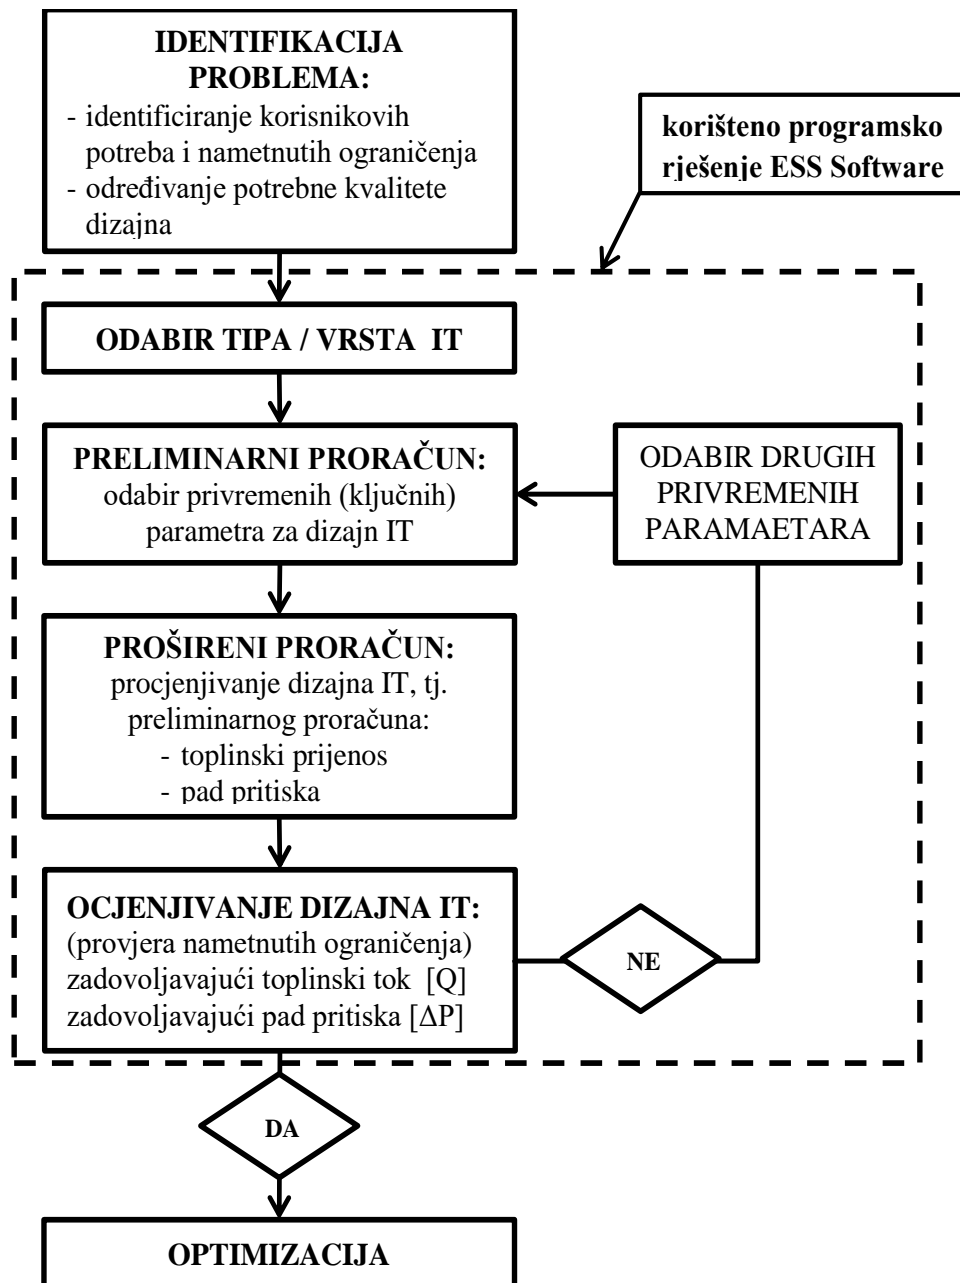 IDENTIFIKACIJA
PROBLEMA:
- identificiranje korisnikovih
potreba i nametnutih ograničenja
- određivanje potrebne kvalitete
dizajna
korišteno programsko
rješenje ESS Software
ODABIR TIPA / VRSTA IT
PRELIMINARNI PRORAČUN:
odabir privremenih (ključnih)
parametra za dizajn IT
ODABIR DRUGIH
PRIVREMENIH
PARAMAETARA
PROŠIRENI PRORAČUN:
procjenjivanje dizajna IT, tj.
preliminarnog proračuna:
- toplinski prijenos
- pad pritiska
OCJENJIVANJE DIZAJNA IT:
(provjera nametnutih ograničenja)
zadovoljavajući toplinski tok [Q]
zadovoljavajući pad pritiska [ΔP]
NE
DA
OPTIMIZACIJA